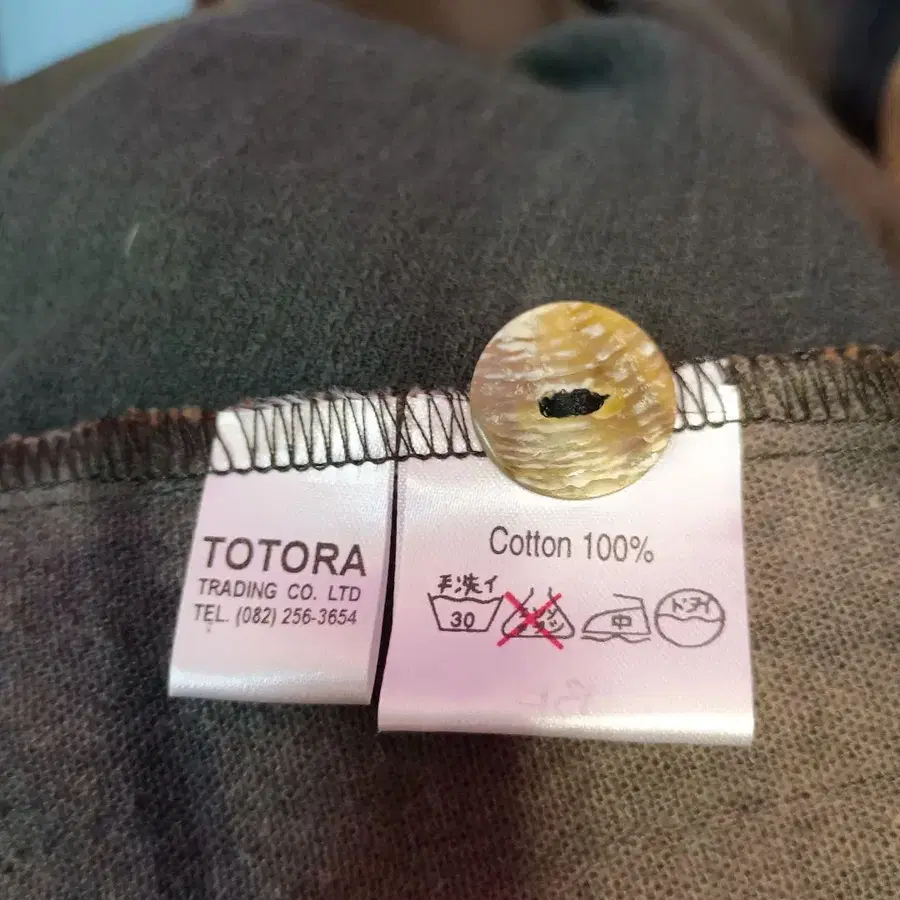 TOTORA
TRADING CO. LTD
TEL. (082) 256-3654
Cotton 100%
手洗イ
30
中
ドライ